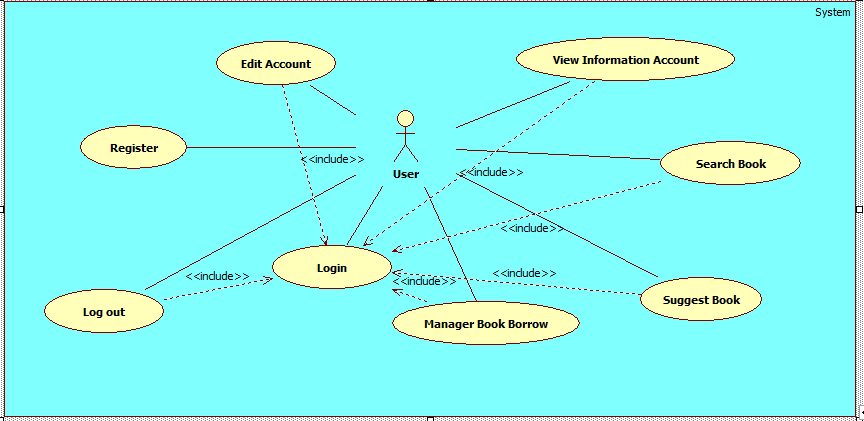 System
Edit Account
View Information Account
Register
<<include>>
User
<<include>>
Search Book
<<include>>
Login
<<include>>
<<include>>
<<include>>
Suggest Book
Log out
Manager Book Borrow